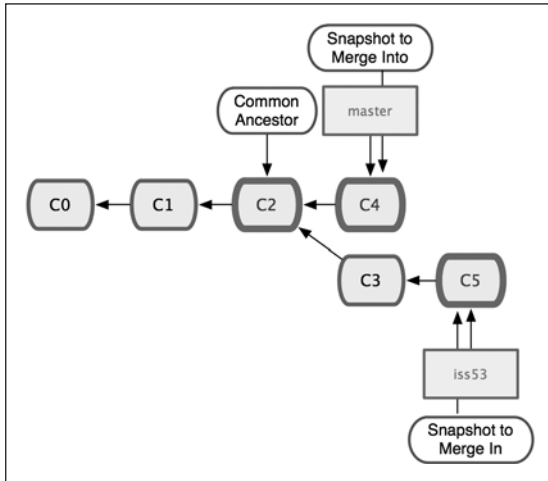 Snapshot to
Merge Into
Common
Ancestor
master
C0
C1
C2
C4
C3
C5
iss53
Snapshot to
Merge In